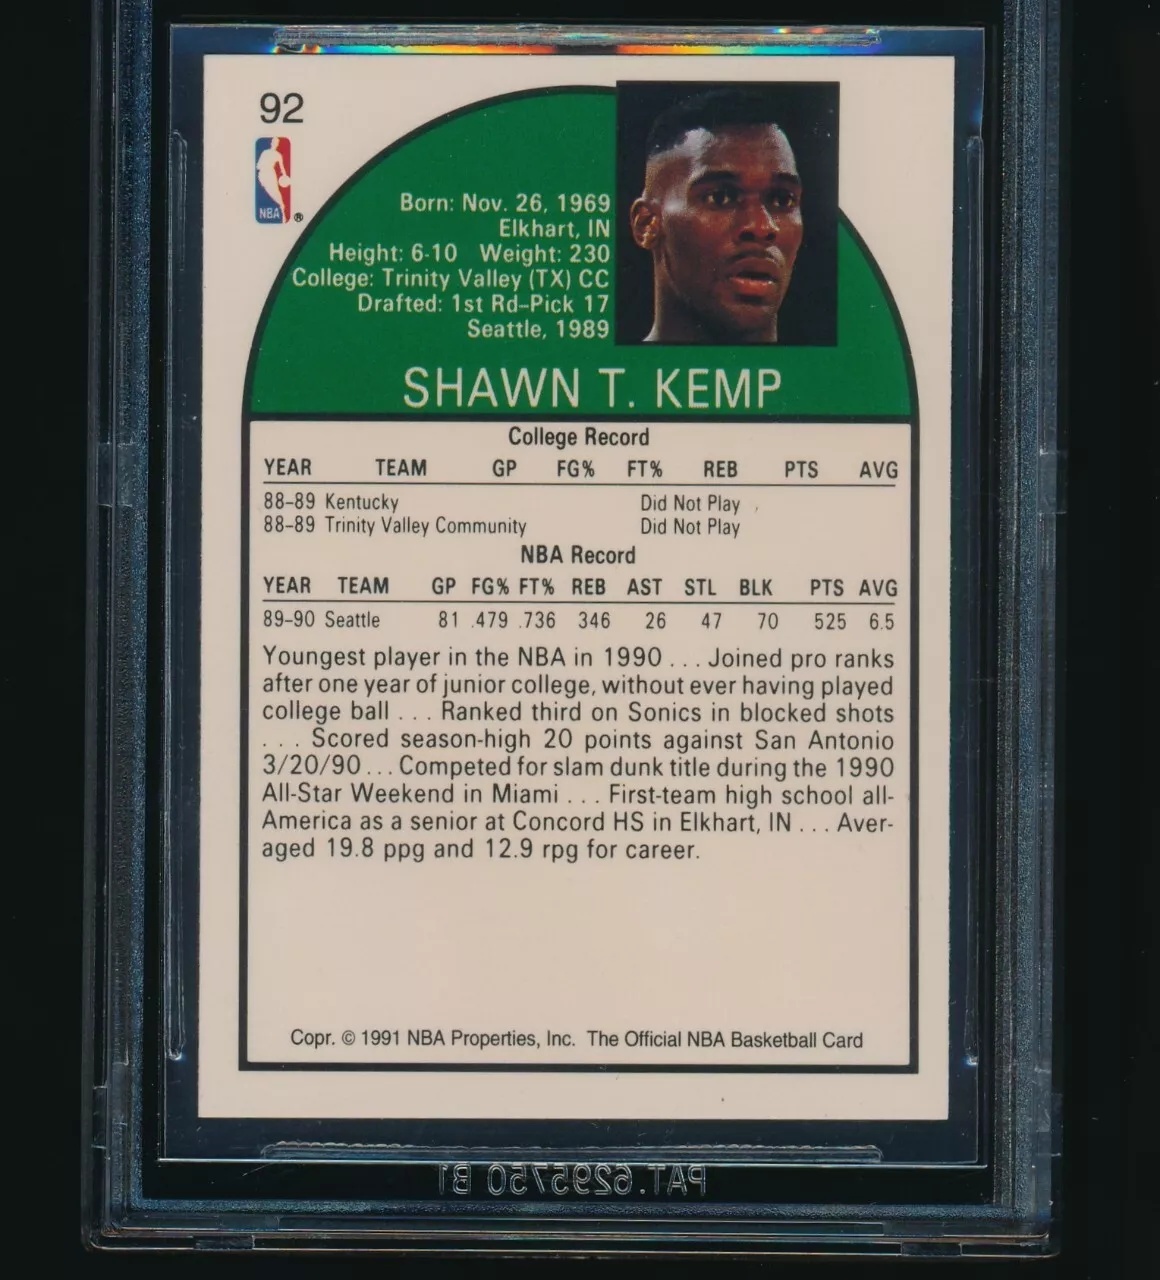 92
NBA
®
Born: Nov. 26, 1969
Elkhart, IN
Height: 6-10 Weight: 230
College: Trinity Valley (TX) CC
Drafted: 1st Rd–Pick 17
Seattle, 1989
SHAWN T. KEMP
College Record
YEAR TEAM GP FG% FT% REB PTS AVG
88–89 Kentucky Did Not Play
88–89 Trinity Valley Community Did Not Play
NBA Record
YEAR TEAM GP FG% FT% REB AST STL BLK PTS AVG
89–90 Seattle 81 .479 .736 346 26 47 70 525 6.5
Youngest player in the NBA in 1990 . . . Joined pro ranks
after one year of junior college, without ever having played
college ball . . . Ranked third on Sonics in blocked shots
. . . Scored season-high 20 points against San Antonio
3/20/90 . . . Competed for slam dunk title during the 1990
All-Star Weekend in Miami . . . First-team high school all-
America as a senior at Concord HS in Elkhart, IN . . . Aver-
aged 19.8 ppg and 12.9 rpg for career.
Copr. © 1991 NBA Properties, Inc. The Official NBA Basketball Card
PAT.6295750 B1